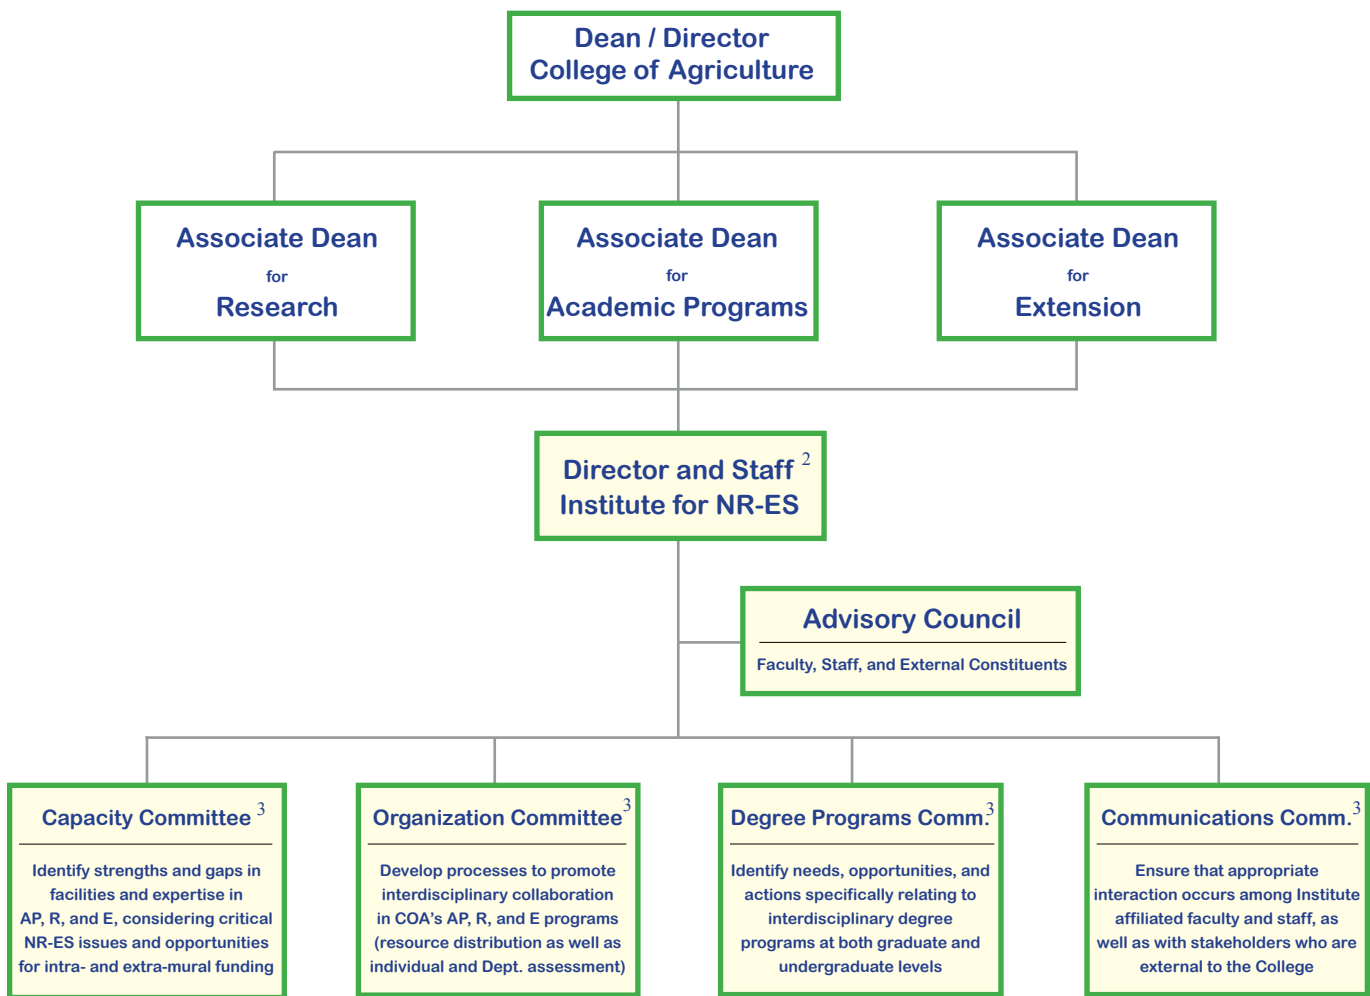 Dean / Director
College of Agriculture
Associate Dean
for
Research
Associate Dean
for
Academic Programs
Associate Dean
for
Extension
Director and Staff 2
Institute for NR-ES
Advisory Council
Faculty, Staff, and External Constituents
Capacity Committee 3
Identify strengths and gaps in
facilities and expertise in
AP, R, and E, considering critical
NR-ES issues and opportunities
for intra- and extra-mural funding
Organization Committee 3
Develop processes to promote
interdisciplinary collaboration
in COA's AP, R, and E programs
(resource distribution as well as
individual and Dept. assessment)
Degree Programs Comm. 3
Identify needs, opportunities, and
actions specifically relating to
interdisciplinary degree
programs at both graduate and
undergraduate levels
Communications Comm. 3
Ensure that appropriate
interaction occurs among Institute
affiliated faculty and staff, as
well as with stakeholders who are
external to the College